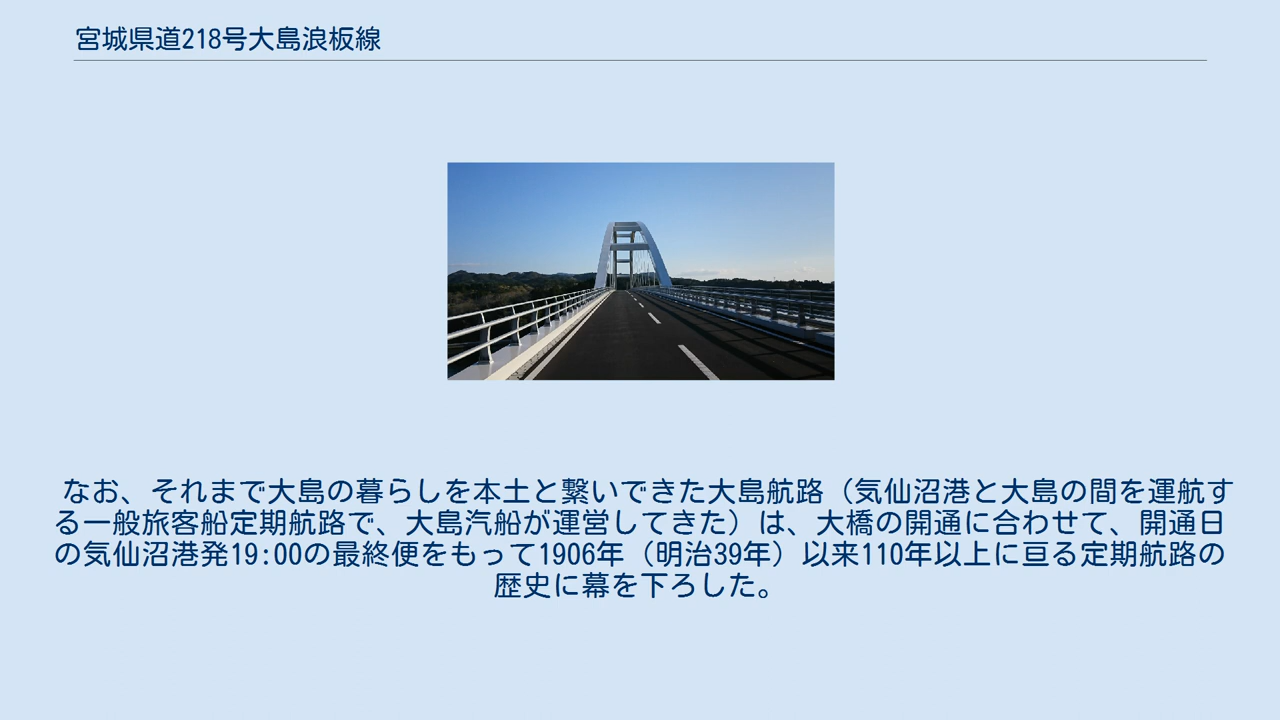 宮城県道218号大島浪板線
なお、それまで大島の暮らしを本土と繋いできた大島航路（気仙沼港と大島の間を運航す
る一般旅客船定期航路で、大島汽船が運営してきた）は、大橋の開通に合わせて、開通日
の気仙沼港発19:00の最終便をもって1906年（明治39年）以来110年以上に亘る定期航路の
歴史に幕を下ろした。